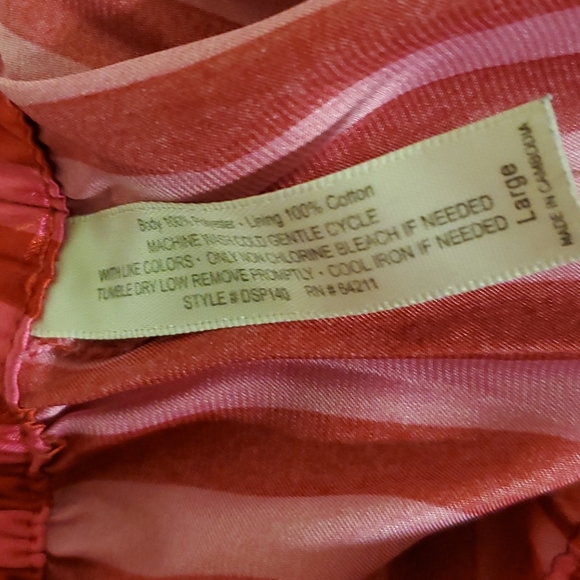 Body 100% Polyester - Lining 100% Cotton
MACHINE WASH COLD GENTLE CYCLE
WITH LIKE COLORS - ONLY NON CHLORINE BLEACH IF NEEDED
TUMBLE DRY LOW REMOVE PROMPTLY - COOL IRON IF NEEDED
STYLE # DSP140 RN # 64211
Large
MADE IN CAMBODIA